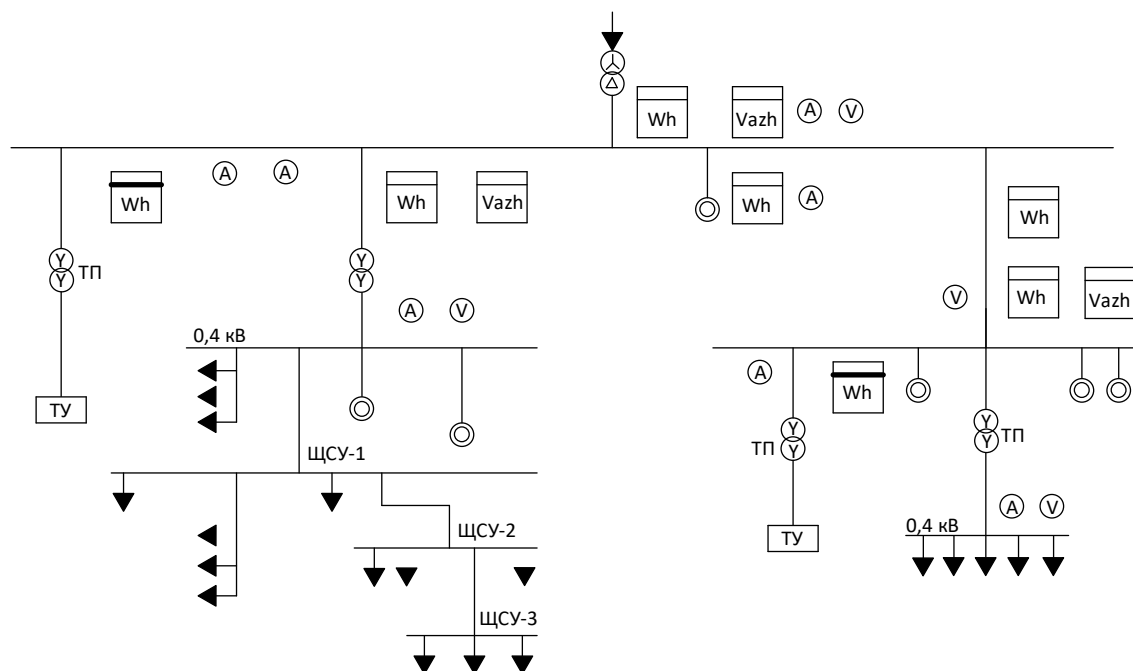 Wh Vazh A V
Wh A A Wh Vazh Wh A Wh
Y Y ТП Y Y
A V V Wh Vazh
0,4 кВ
ТУ A Wh
Y Y ТП Y Y ТП
ЩСУ-1
ЩСУ-2 ТУ 0,4 кВ A V
ЩСУ-3